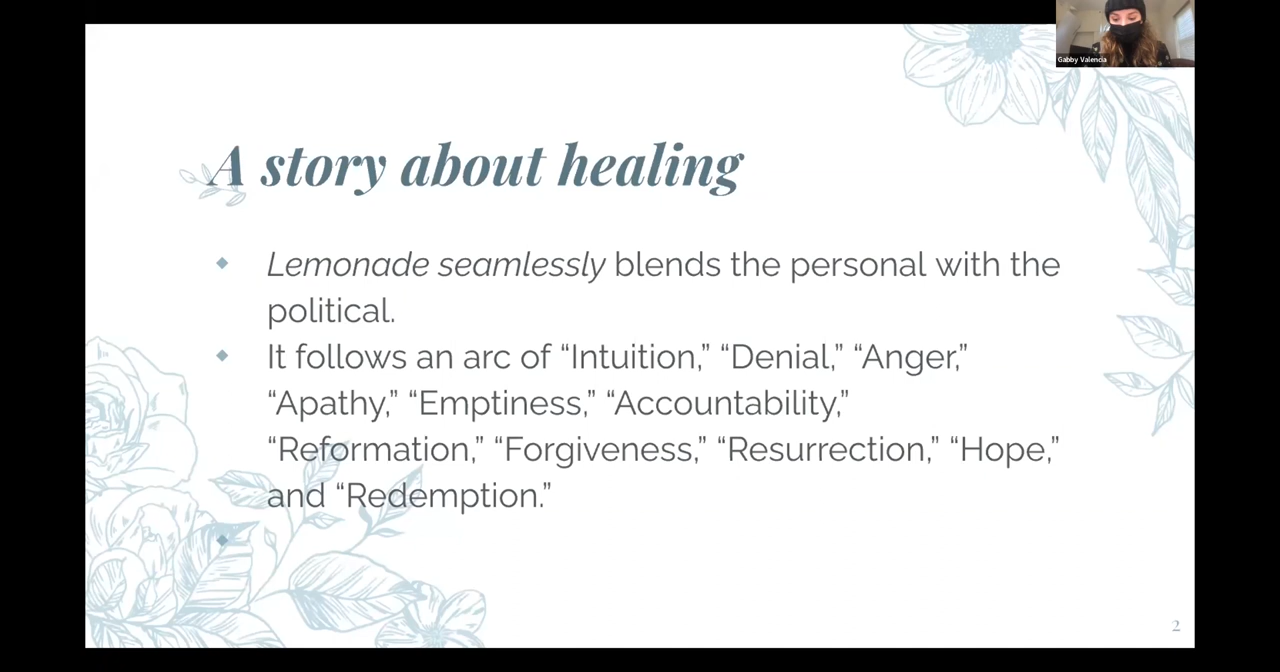 Gabby Valencia
A story about healing
Lemonade seamlessly blends the personal with the
political.
It follows an arc of “Intuition,” “Denial,” “Anger,”
“Apathy,” “Emptiness,” “Accountability,”
“Reformation,” “Forgiveness,” “Resurrection,” “Hope,”
and “Redemption.”
2